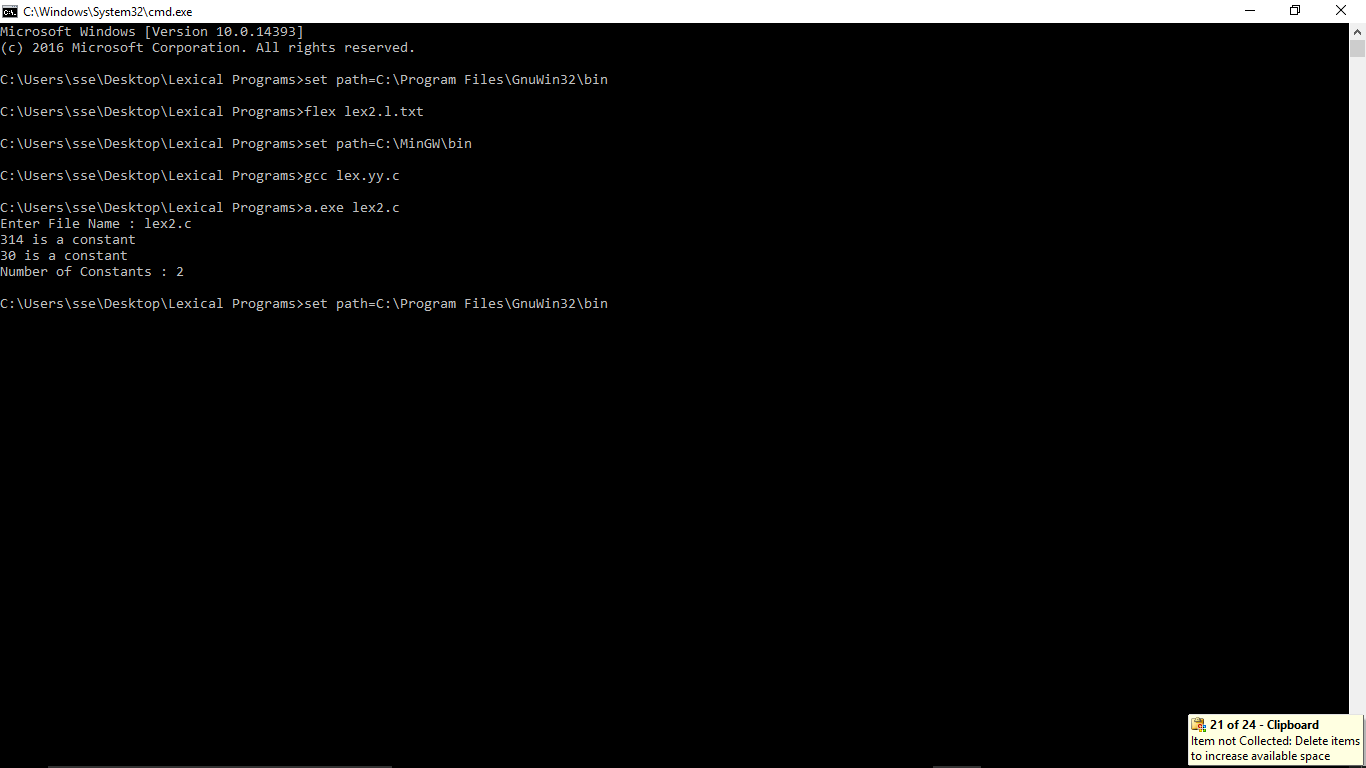 C:\Windows\System32\cmd.exe
Microsoft Windows [Version 10.0.14393]
(c) 2016 Microsoft Corporation. All rights reserved.
C:\Users\sse\Desktop\Lexical Programs>set path=C:\Program Files\GnuWin32\bin
C:\Users\sse\Desktop\Lexical Programs>flex lex2.l.txt
C:\Users\sse\Desktop\Lexical Programs>set path=C:\MinGW\bin
C:\Users\sse\Desktop\Lexical Programs>gcc lex.yy.c
C:\Users\sse\Desktop\Lexical Programs>a.exe lex2.c
Enter File Name : lex2.c
314 is a constant
30 is a constant
Number of Constants : 2
C:\Users\sse\Desktop\Lexical Programs>set path=C:\Program Files\GnuWin32\bin
21 of 24 - Clipboard
Item not Collected: Delete items
to increase available space